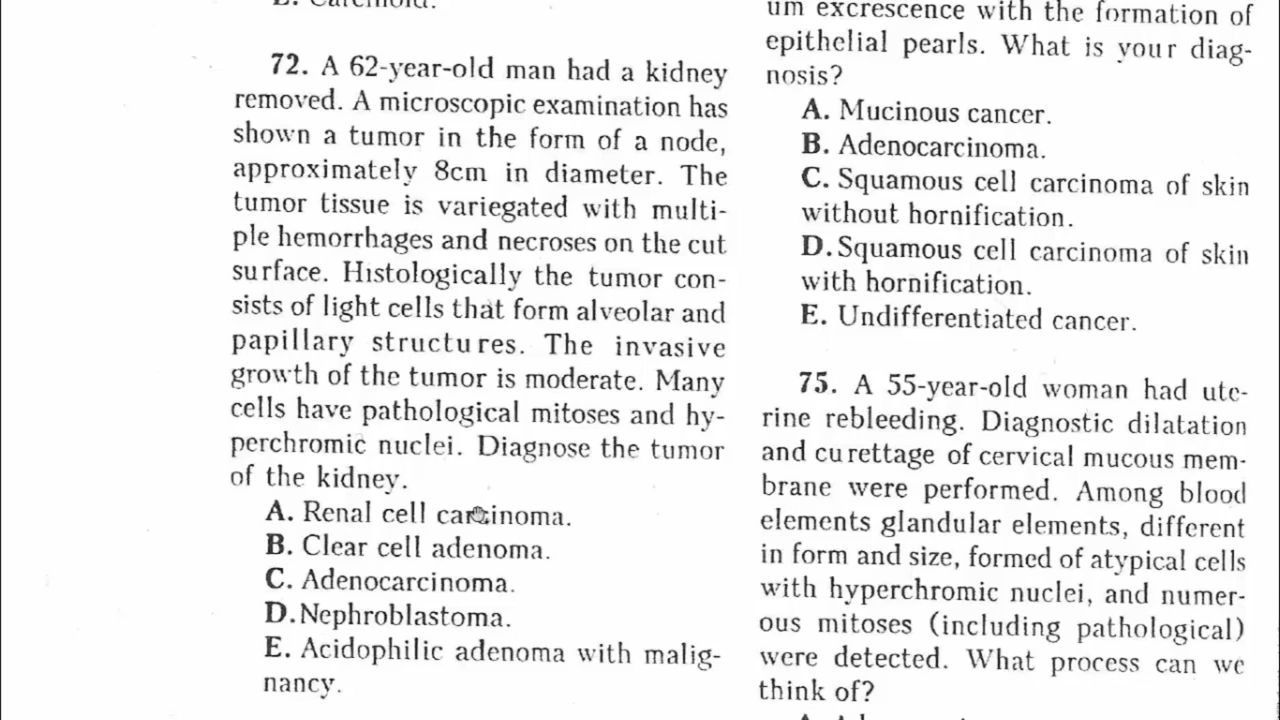 72. A 62-year-old man had a kidney
removed. A microscopic examination has
shown a tumor in the form of a node,
approximately 8cm in diameter. The
tumor tissue is variegated with multi-
ple hemorrhages and necroses on the cut
surface. Histologically the tumor con-
sists of light cells that form alveolar and
papillary structures. The invasive
growth of the tumor is moderate. Many
cells have pathological mitoses and hy-
perchromic nuclei. Diagnose the tumor
of the kidney.
A. Renal cell carcinoma.
B. Clear cell adenoma.
C. Adenocarcinoma.
D. Nephroblastoma.
E. Acidophilic adenoma with malig-
nancy.
um excrescence with the formation of
epithelial pearls. What is your diag-
nosis?
A. Mucinous cancer.
B. Adenocarcinoma.
C. Squamous cell carcinoma of skin
without hornification.
D. Squamous cell carcinoma of skin
with hornification.
E. Undifferentiated cancer.
75. A 55-year-old woman had ute-
rine rebleeding. Diagnostic dilatation
and curettage of cervical mucous mem-
brane were performed. Among blood
elements glandular elements, different
in form and size, formed of atypical cells
with hyperchromic nuclei, and numer-
ous mitoses (including pathological)
were detected. What process can we
think of?